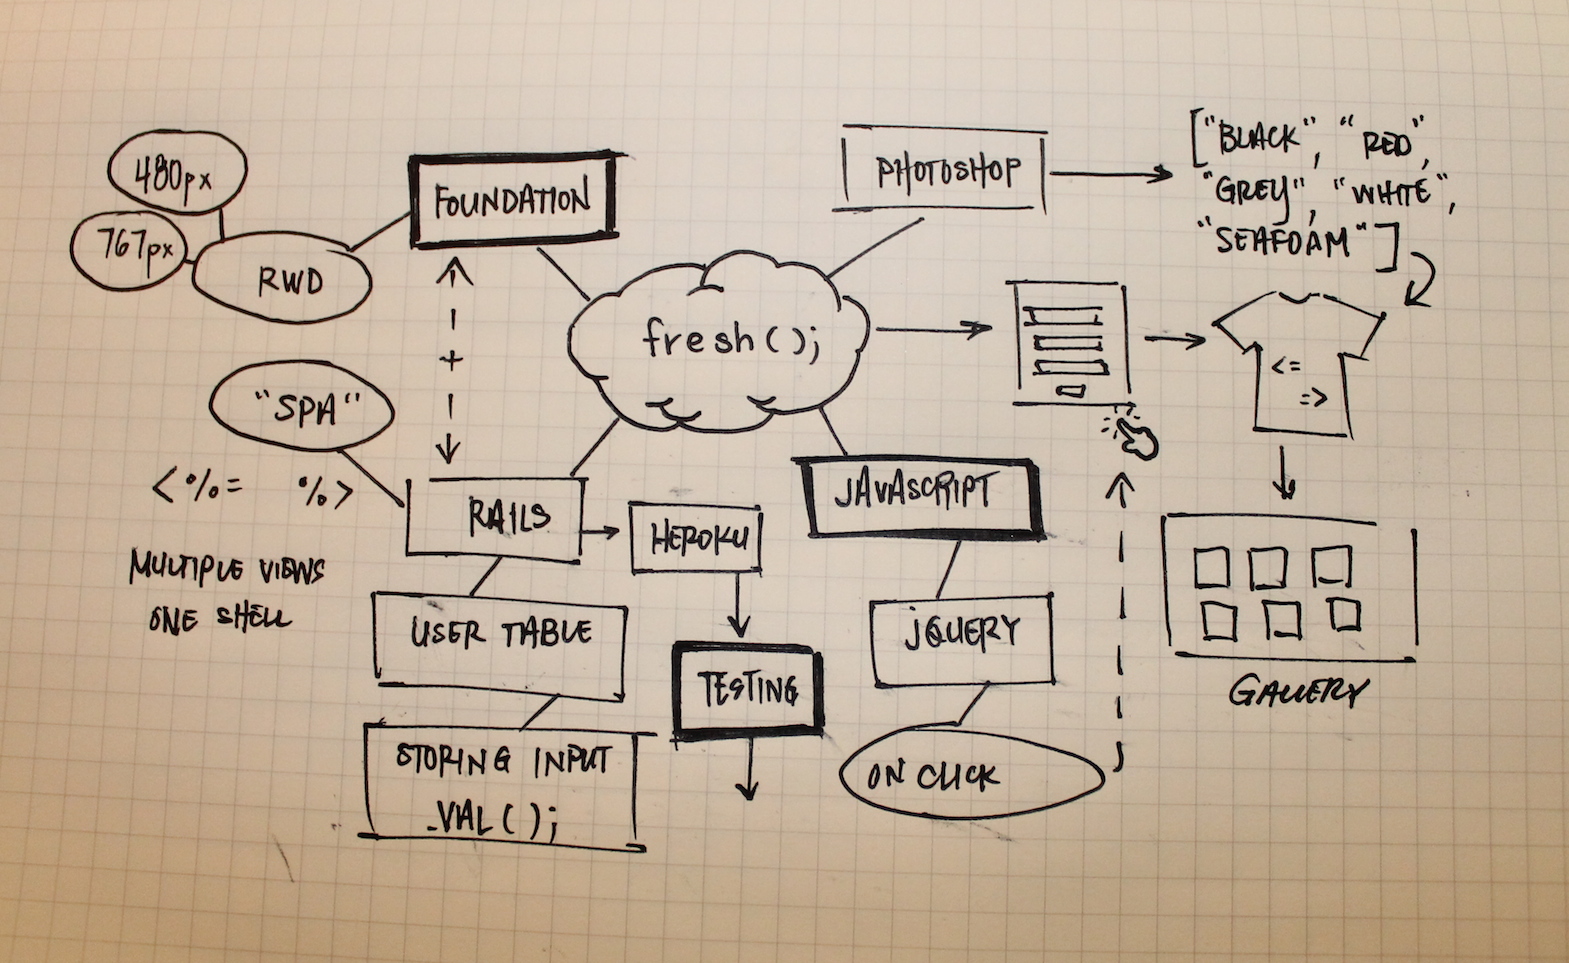 480px
767px
RWD
FOUNDATION
PHOTOSHOP
["BLACK", "RED",
"GREY", "WHITE",
"SEAFOAM"]
fresh();
<=
=>
"SPA"
<%= %>
MULTIPLE VIEWS
ONE SHELL
RAILS
HEROKU
JAVASCRIPT
USER TABLE
TESTING
JQUERY
GALLERY
STORING INPUT
.VAL();
ON CLICK